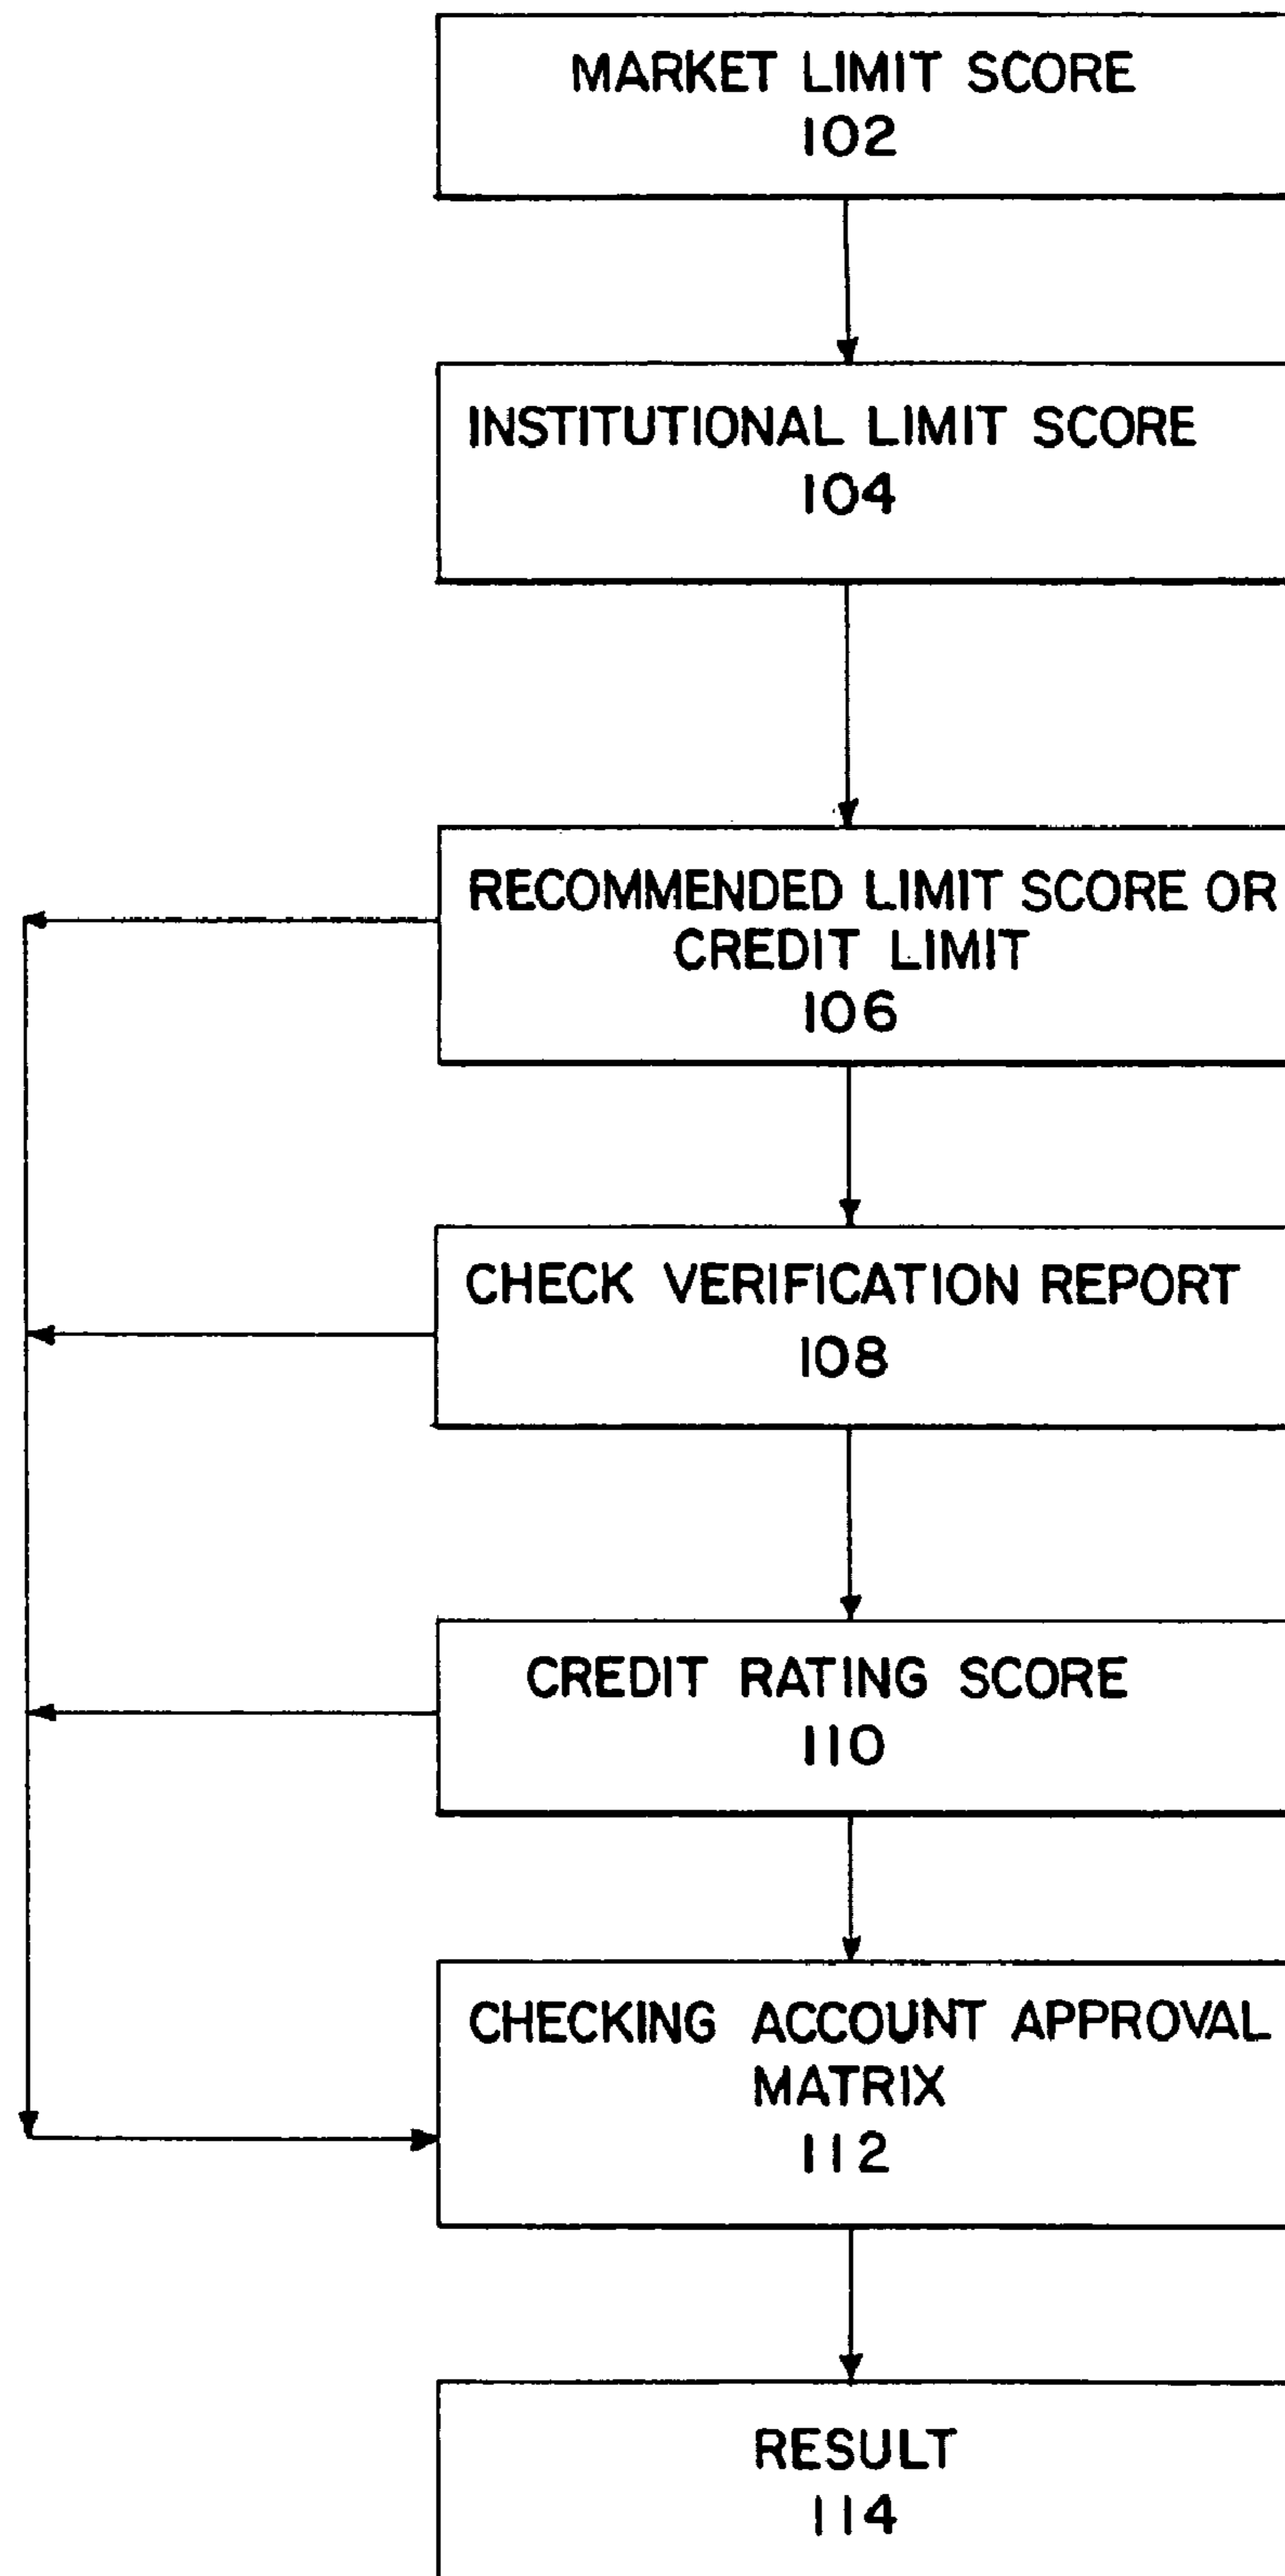 MARKET LIMIT SCORE
102
INSTITUTIONAL LIMIT SCORE
104
RECOMMENDED LIMIT SCORE OR
CREDIT LIMIT
106
CHECK VERIFICATION REPORT
108
CREDIT RATING SCORE
110
CHECKING ACCOUNT APPROVAL
MATRIX
112
RESULT
114